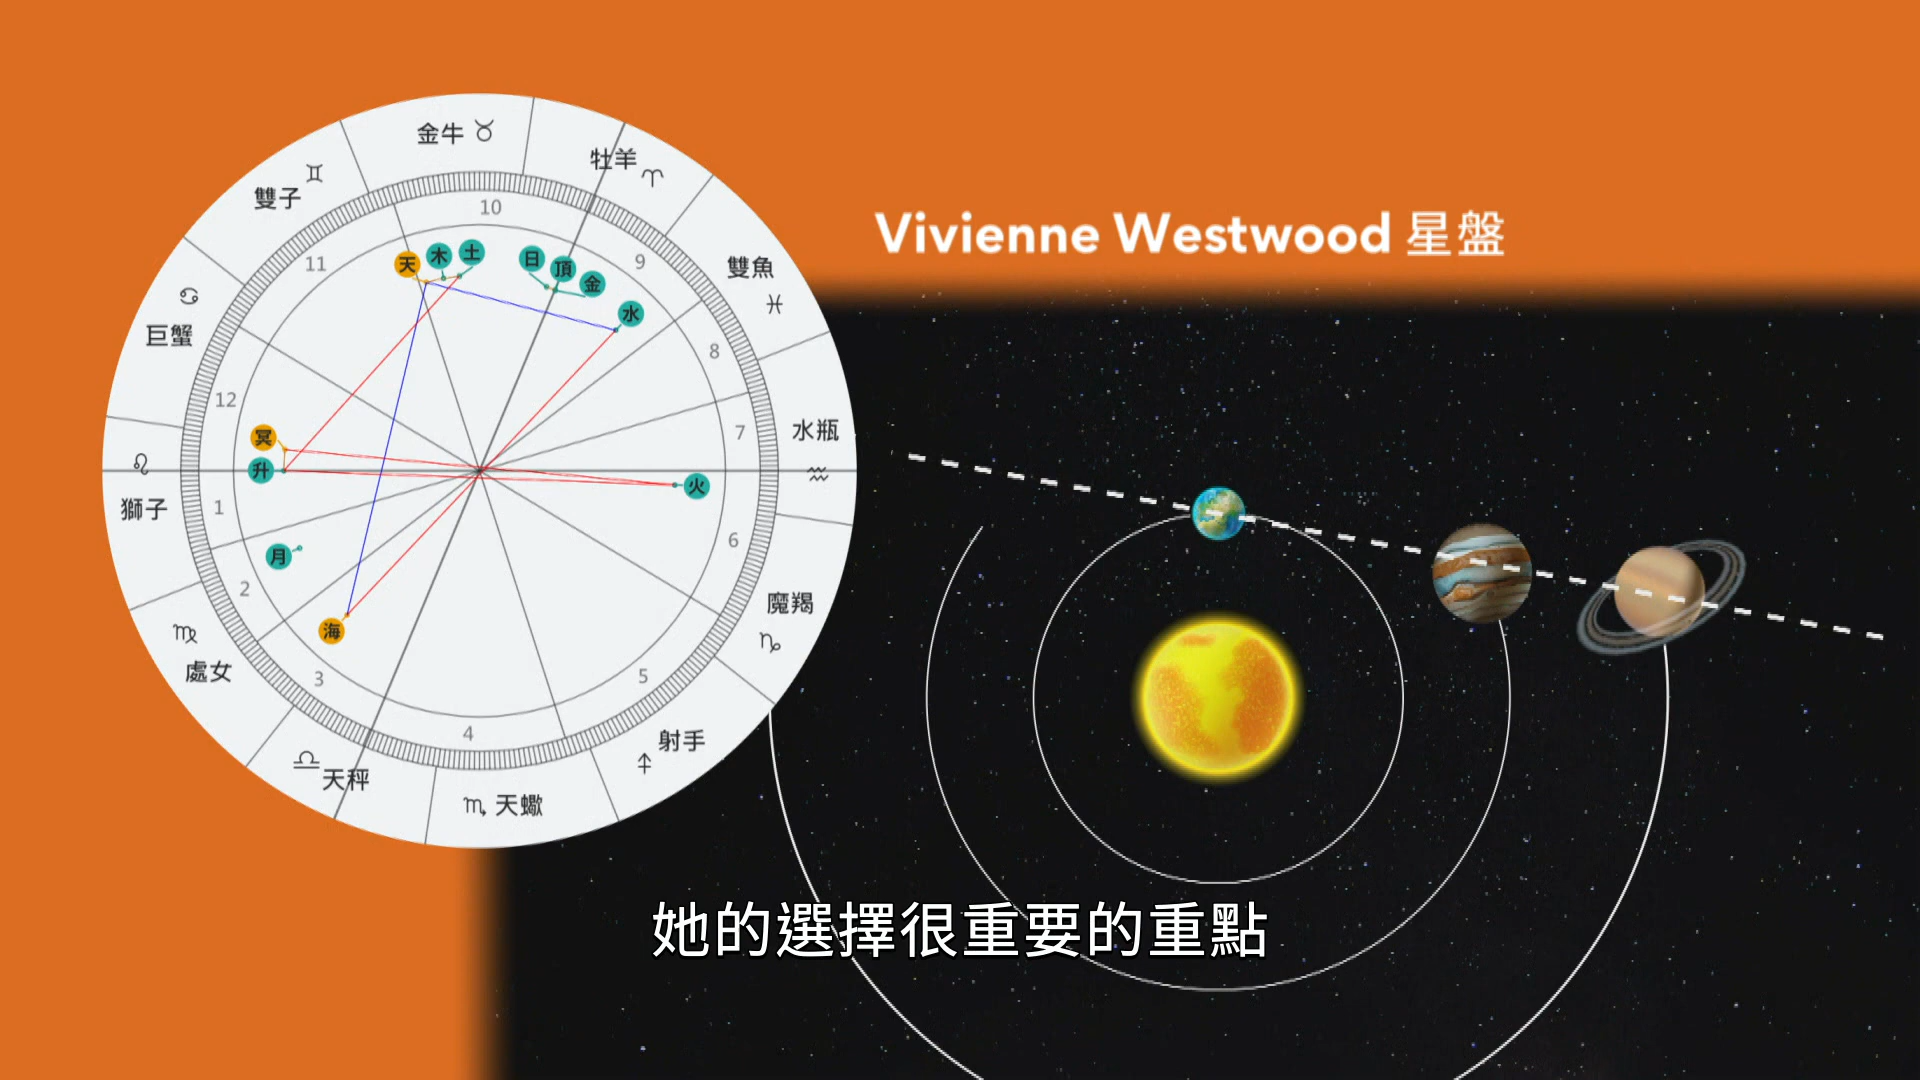 Vivienne Westwood 星盤
金牛 ♉
牡羊 ♈
雙子 ♊
雙魚 ♓
巨蟹 ♋
水瓶 ♒
獅子 ♌
魔羯 ♑
處女 ♍
射手 ♐
天秤 ♎
天蠍 ♏
10
11
9
8
12
7
1
6
2
5
3
4
天
木
土
日
頂
金
水
冥
升
火
月
海
她的選擇很重要的重點